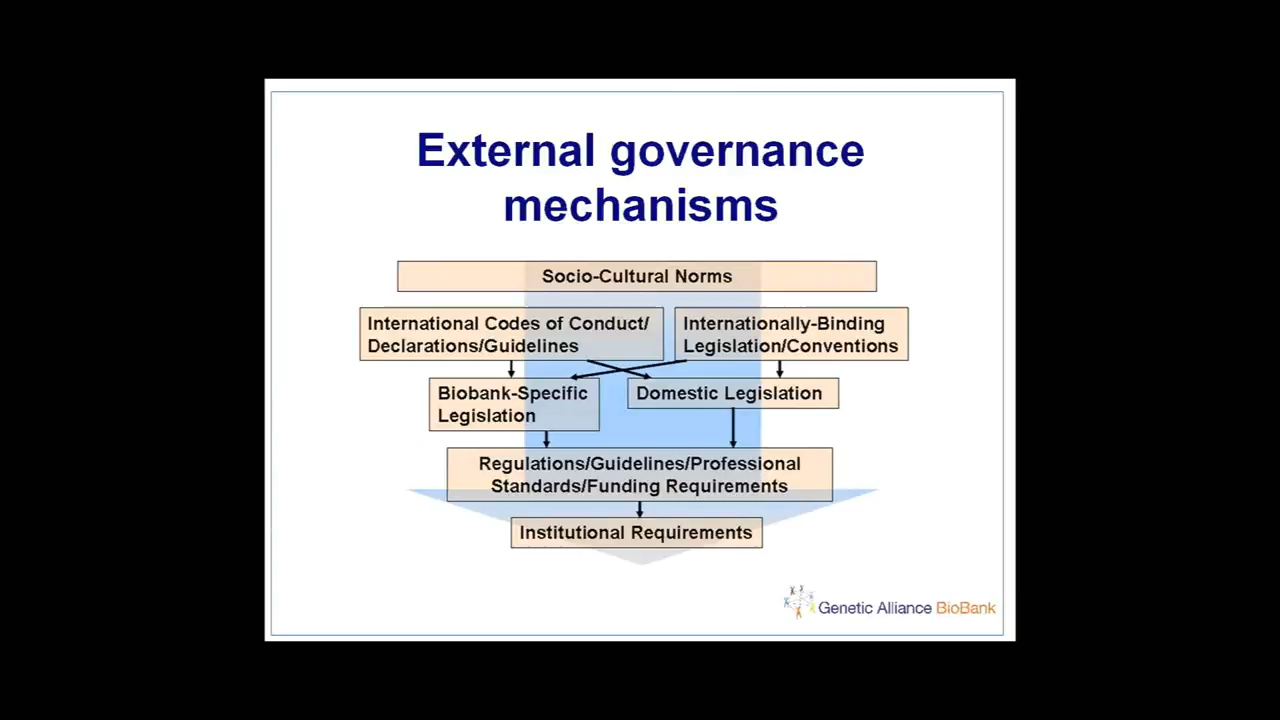 External governance
mechanisms
Socio-Cultural Norms
International Codes of Conduct/
Declarations/Guidelines
Internationally-Binding
Legislation/Conventions
Biobank-Specific
Legislation
Domestic Legislation
Regulations/Guidelines/Professional
Standards/Funding Requirements
Institutional Requirements
Genetic Alliance BioBank